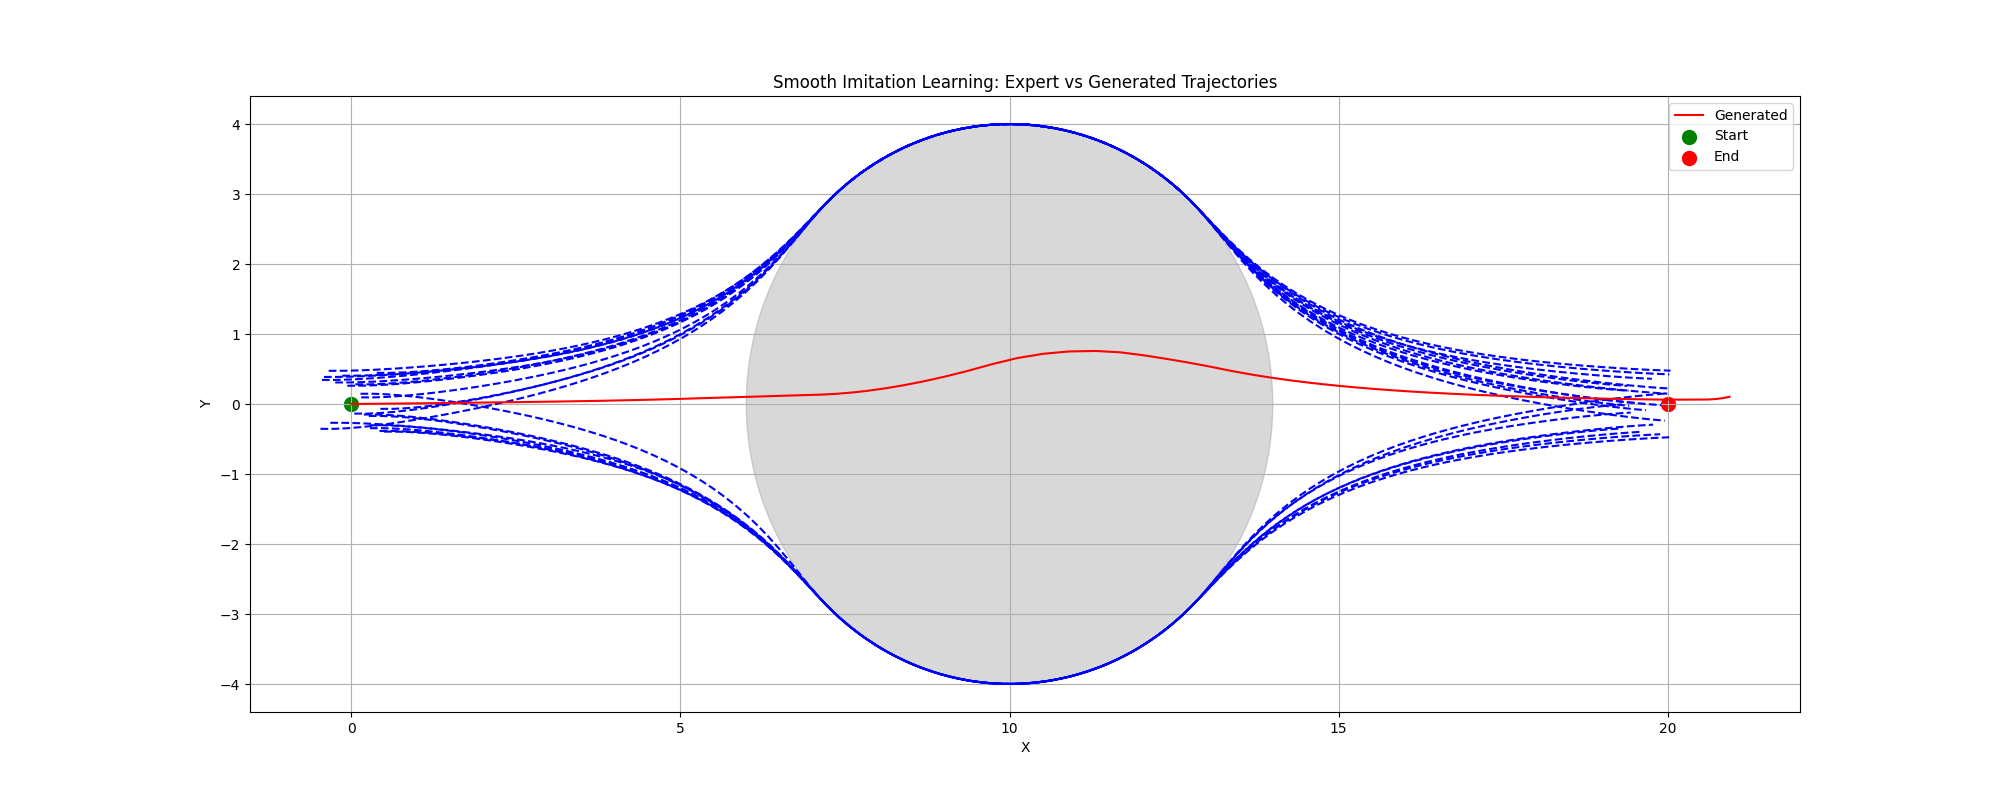 Smooth Imitation Learning: Expert vs Generated Trajectories
Generated
Start
End
4
3
2
1
0
−1
−2
−3
−4
Y
0 5 10 15 20
X